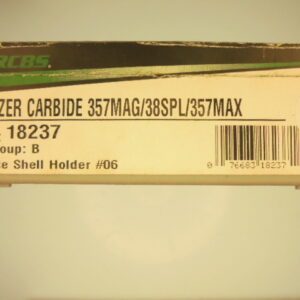 RCBS.
ZER CARBIDE 357MAG/38SPL/357MAX
18237
oup: B
e Shell Holder #06
0 76683 18237